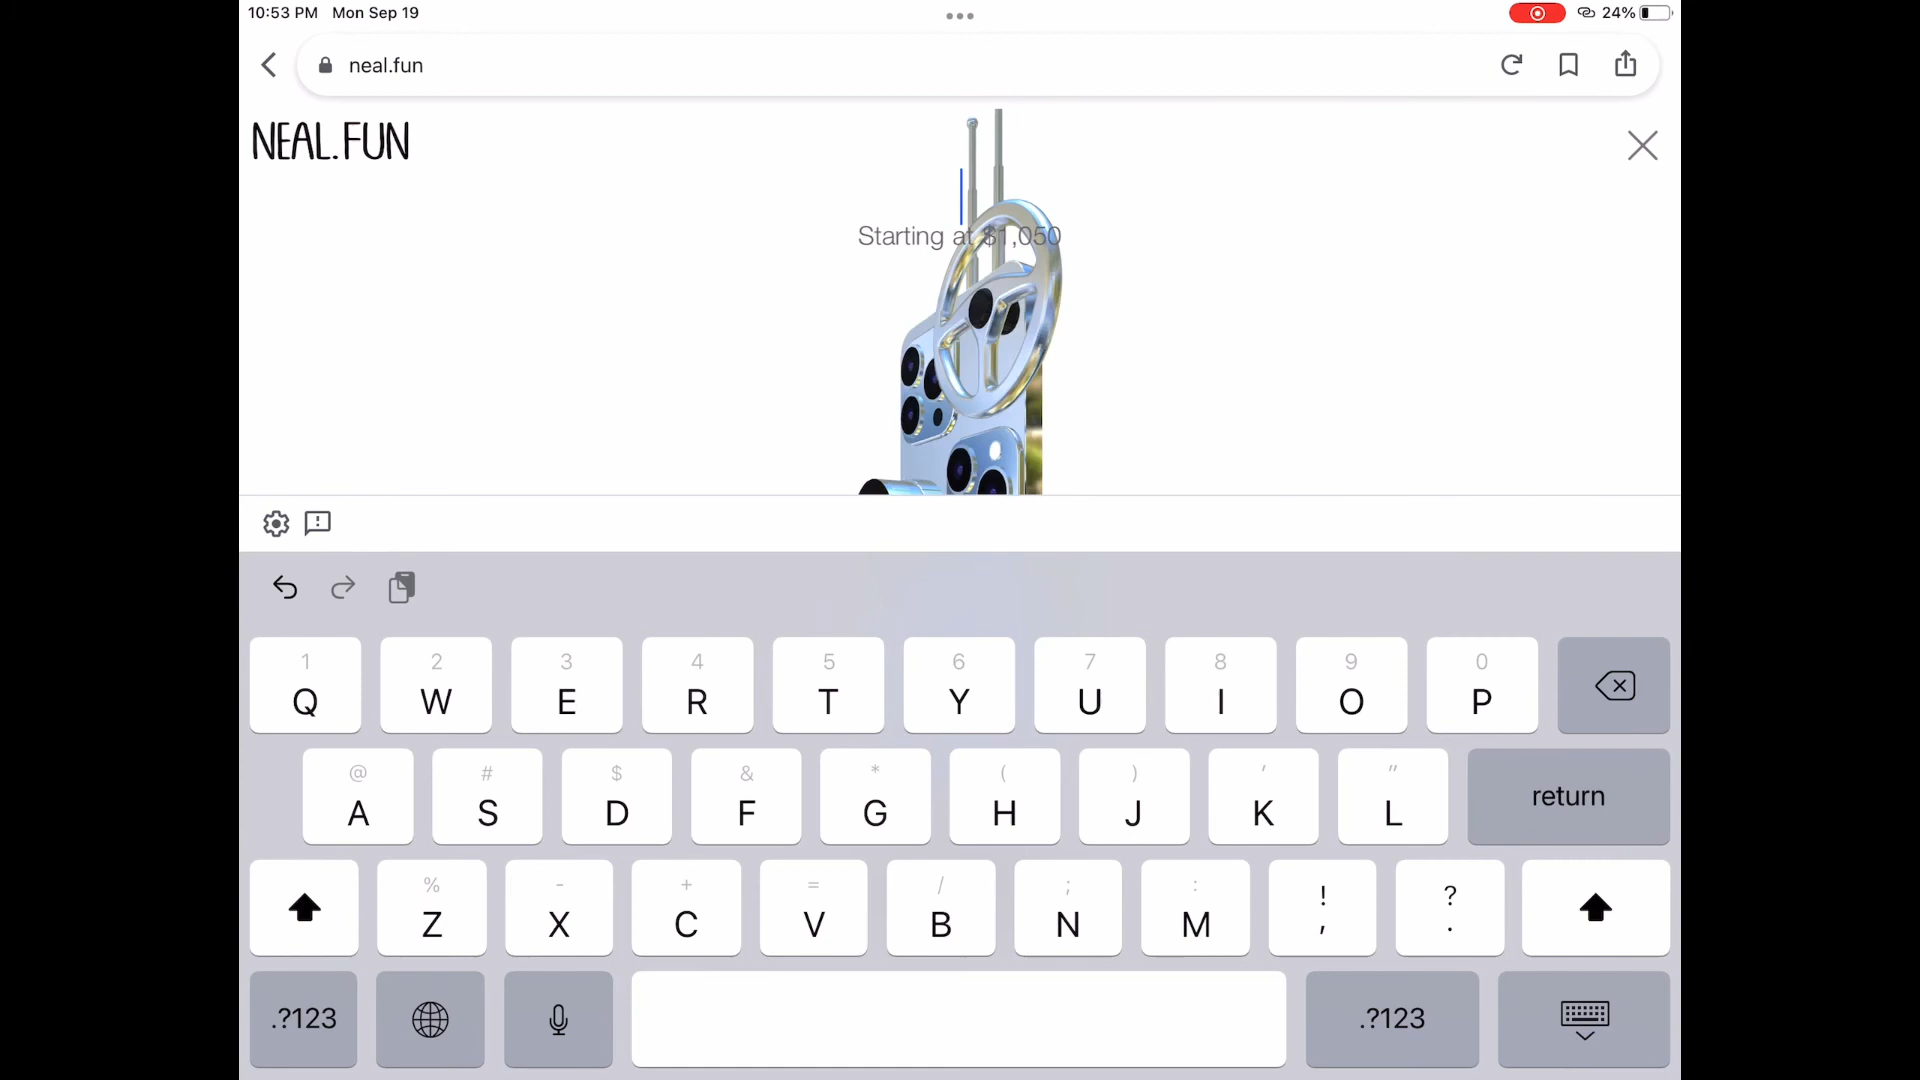 10:53 PM Mon Sep 19
24%
neal.fun
NEAL.FUN
Starting at $1,050
1 2 3 4 5 6 7 8 9 0
Q W E R T Y U I O P
@ # $ & * ( ) ' "
A S D F G H J K L return
% - + = / ; : ! ?
Z X C V B N M , .
.?123 .?123